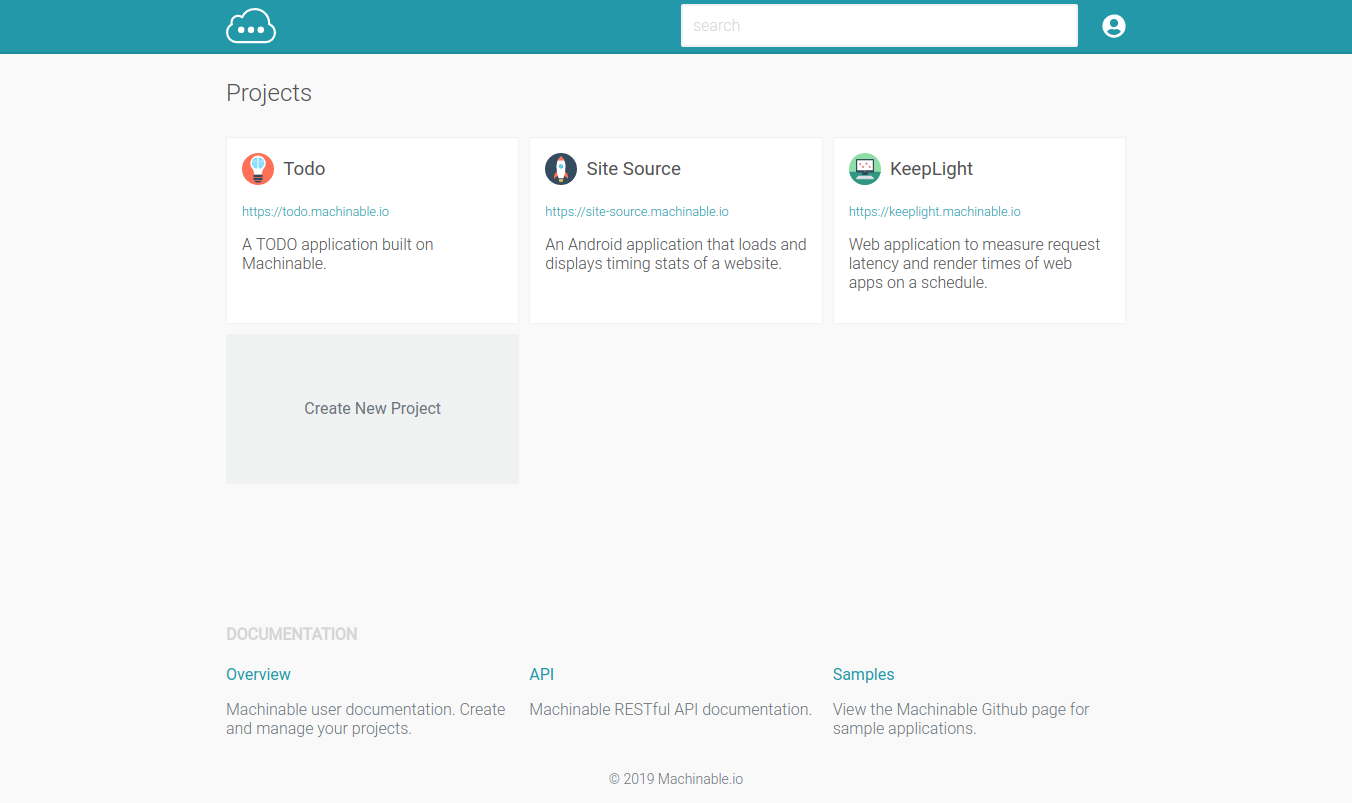 search
Projects
Todo
https://todo.machinable.io
A TODO application built on
Machinable.
Site Source
https://site-source.machinable.io
An Android application that loads and
displays timing stats of a website.
KeepLight
https://keeplight.machinable.io
Web application to measure request
latency and render times of web
apps on a schedule.
Create New Project
DOCUMENTATION
Overview
Machinable user documentation. Create
and manage your projects.
API
Machinable RESTful API documentation.
Samples
View the Machinable Github page for
sample applications.
© 2019 Machinable.io